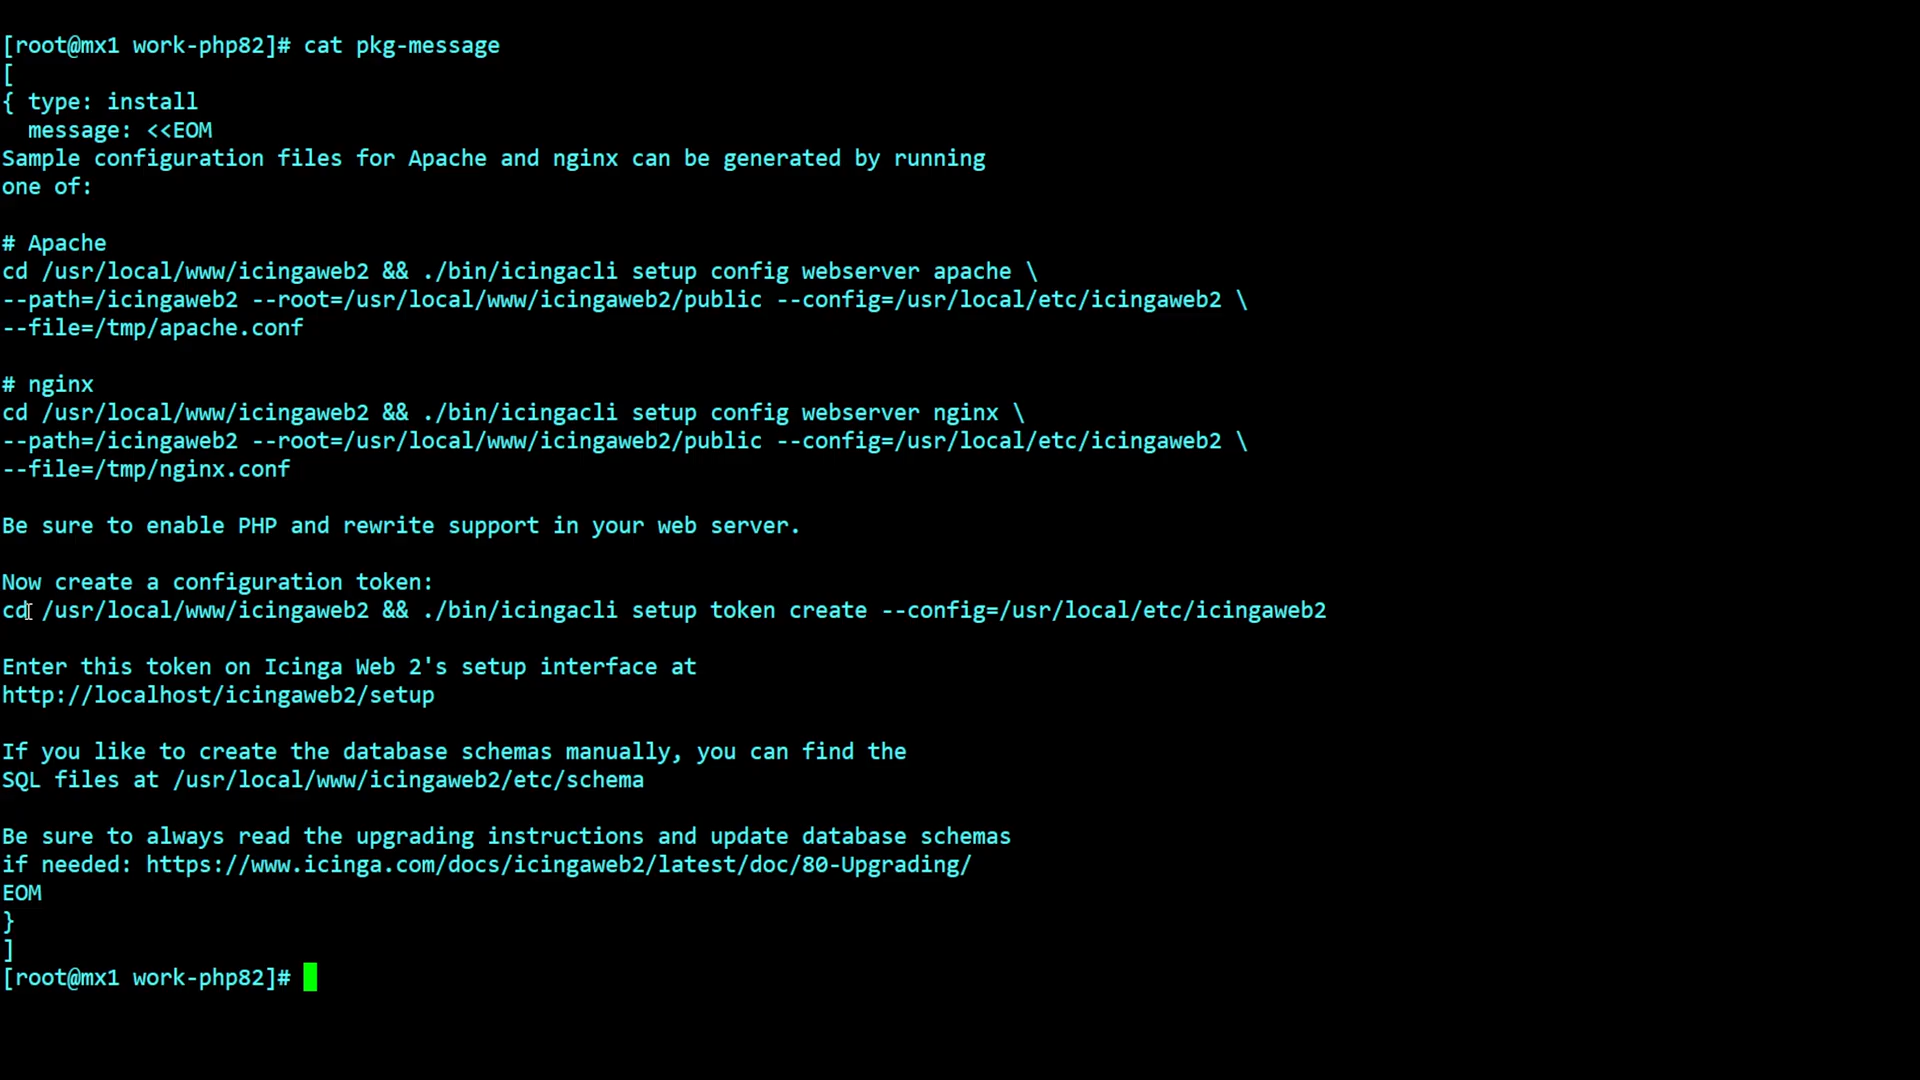 [root@mx1 work-php82]# cat pkg-message
[
{ type: install
  message: <<EOM
Sample configuration files for Apache and nginx can be generated by running
one of:

# Apache
cd /usr/local/www/icingaweb2 && ./bin/icingacli setup config webserver apache \
--path=/icingaweb2 --root=/usr/local/www/icingaweb2/public --config=/usr/local/etc/icingaweb2 \
--file=/tmp/apache.conf

# nginx
cd /usr/local/www/icingaweb2 && ./bin/icingacli setup config webserver nginx \
--path=/icingaweb2 --root=/usr/local/www/icingaweb2/public --config=/usr/local/etc/icingaweb2 \
--file=/tmp/nginx.conf

Be sure to enable PHP and rewrite support in your web server.

Now create a configuration token:
cd /usr/local/www/icingaweb2 && ./bin/icingacli setup token create --config=/usr/local/etc/icingaweb2

Enter this token on Icinga Web 2's setup interface at
http://localhost/icingaweb2/setup

If you like to create the database schemas manually, you can find the
SQL files at /usr/local/www/icingaweb2/etc/schema

Be sure to always read the upgrading instructions and update database schemas
if needed: https://www.icinga.com/docs/icingaweb2/latest/doc/80-Upgrading/
EOM
}
]
[root@mx1 work-php82]#